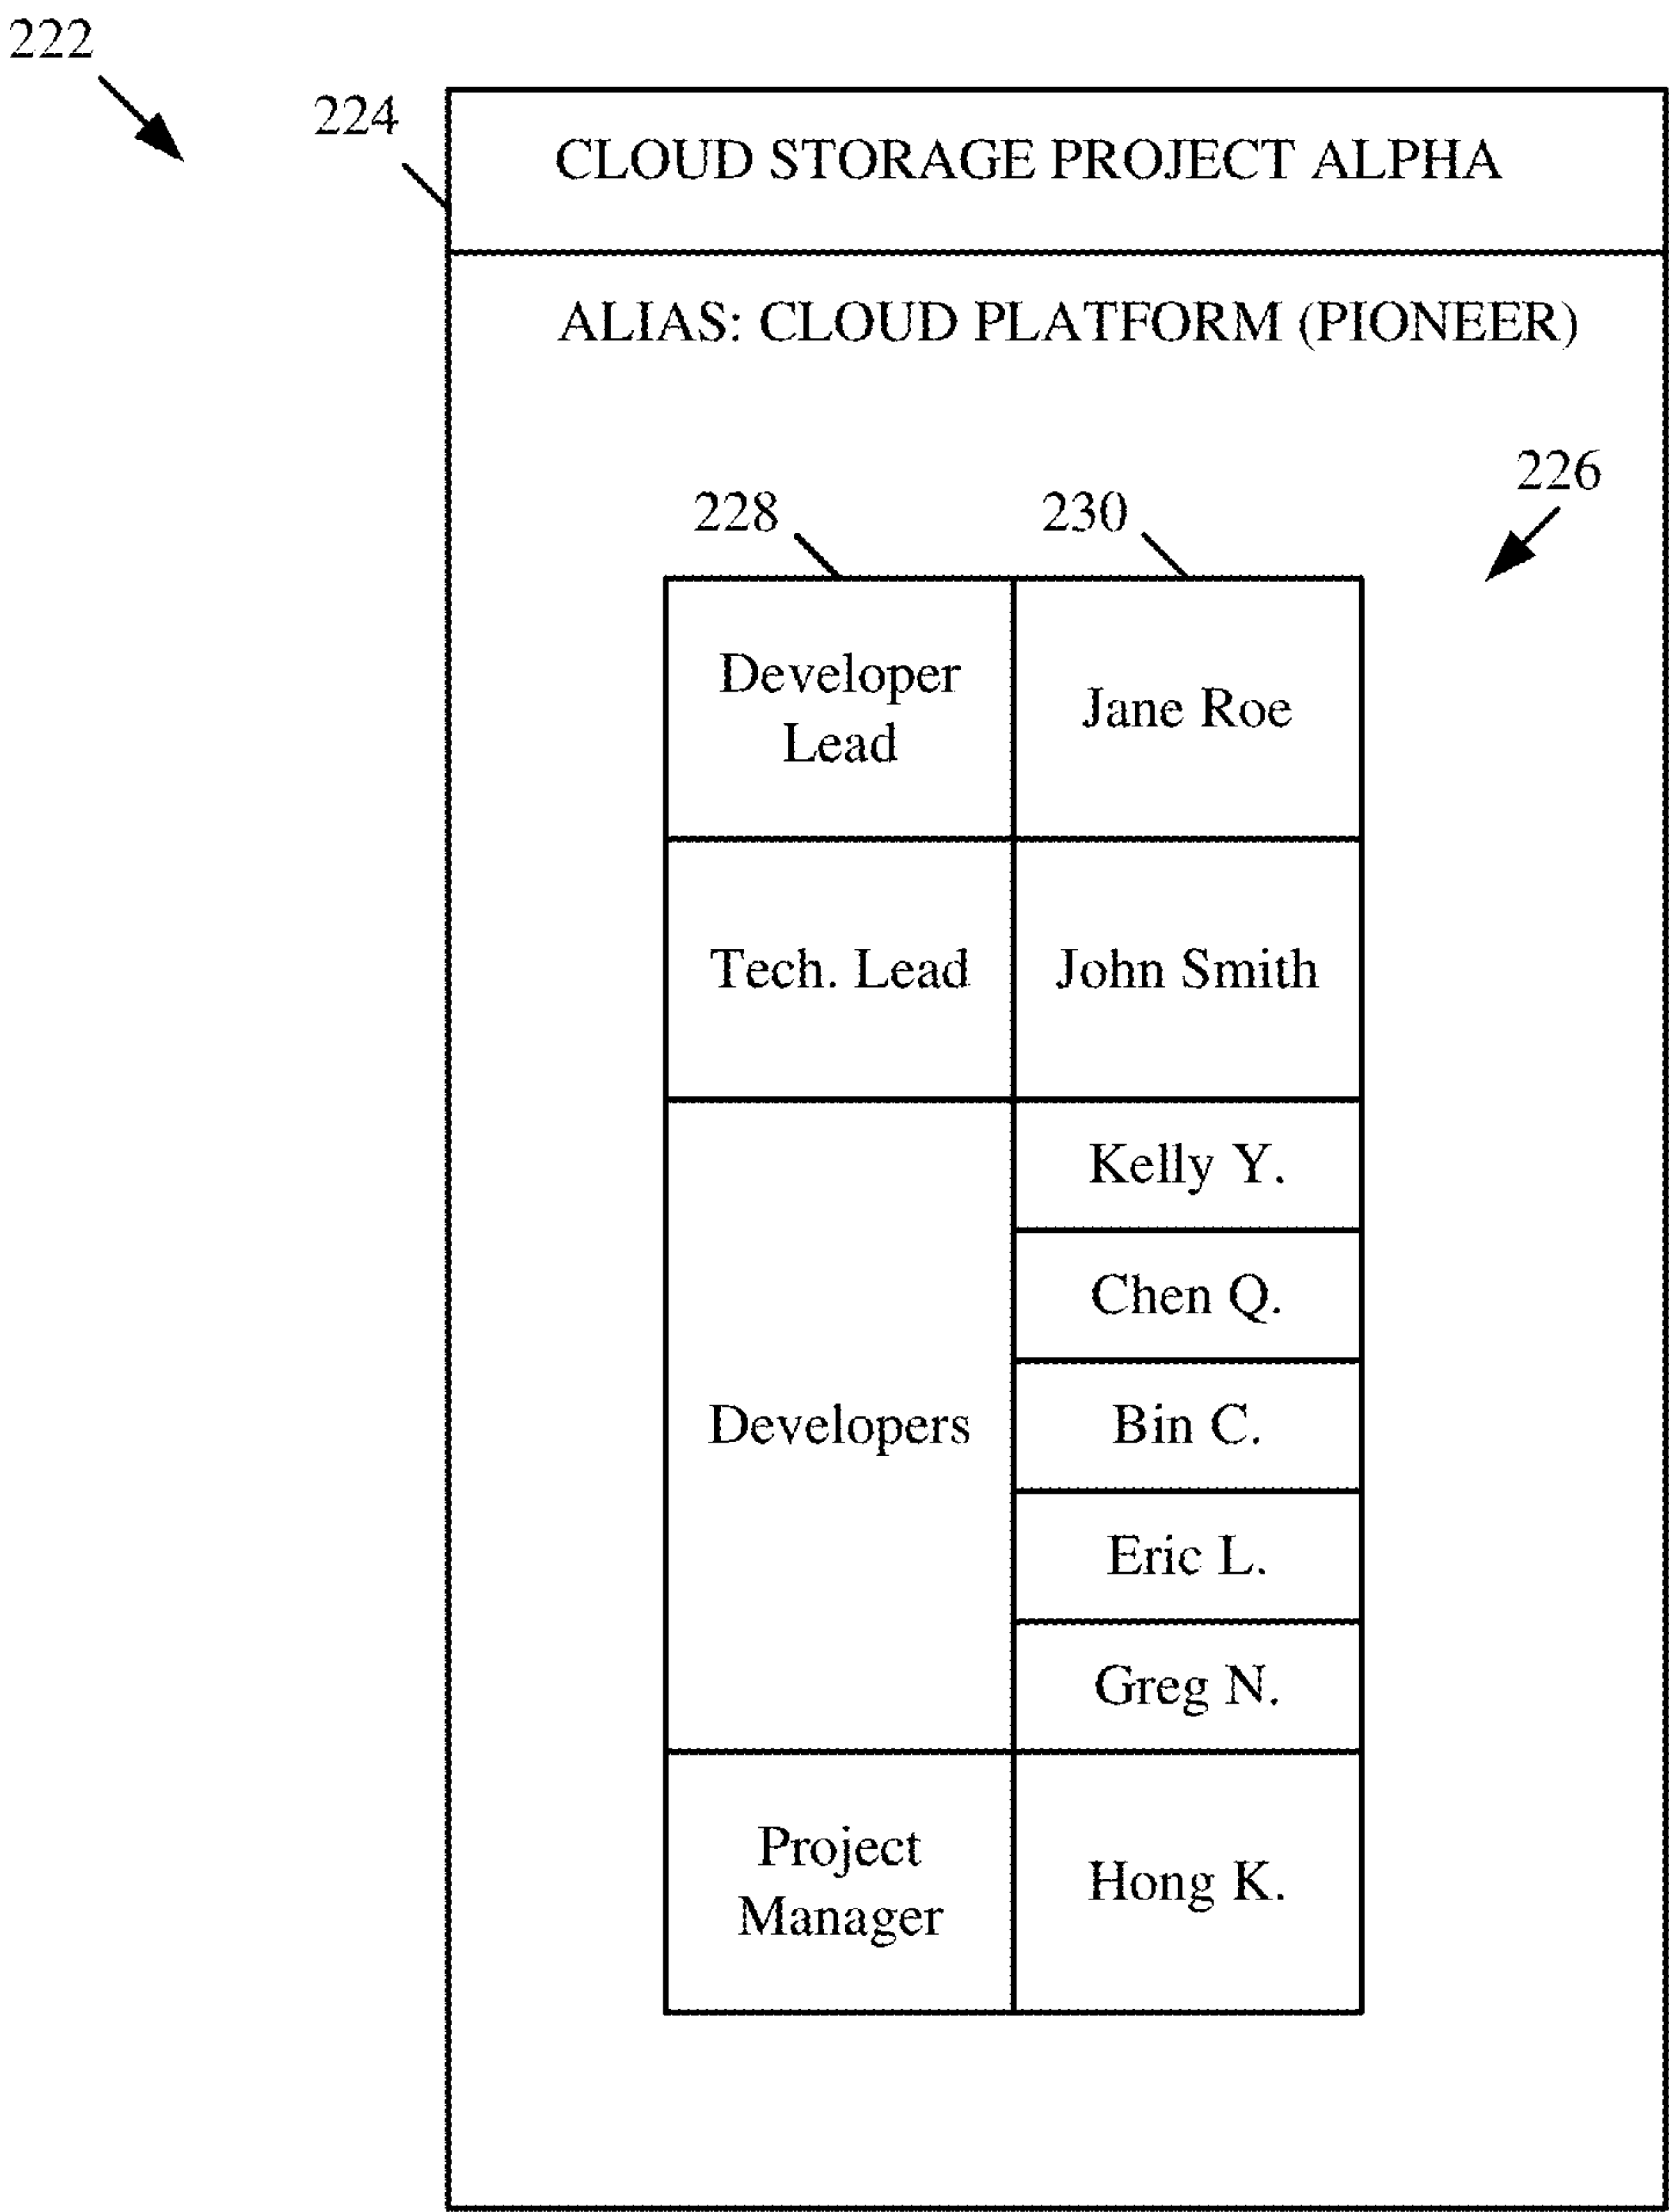 222
224
CLOUD STORAGE PROJECT ALPHA
ALIAS: CLOUD PLATFORM (PIONEER)
226
228
230
Developer
Lead
Jane Roe
Tech. Lead
John Smith
Developers
Kelly Y.
Chen Q.
Bin C.
Eric L.
Greg N.
Project
Manager
Hong K.